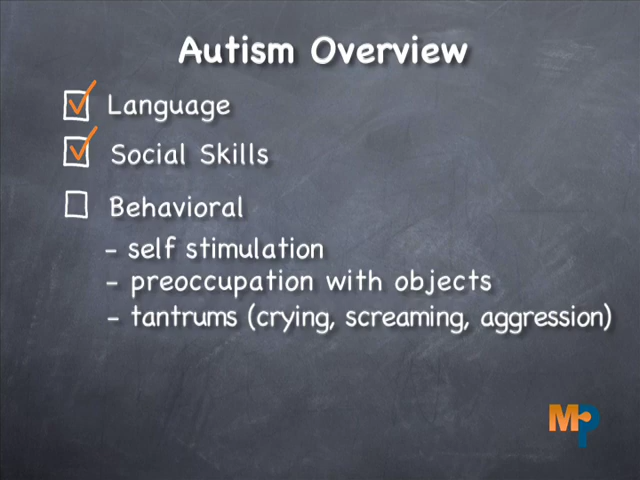 Autism Overview
Language
Social Skills
Behavioral
- self stimulation
- preoccupation with objects
- tantrums (crying, screaming, aggression)
MP